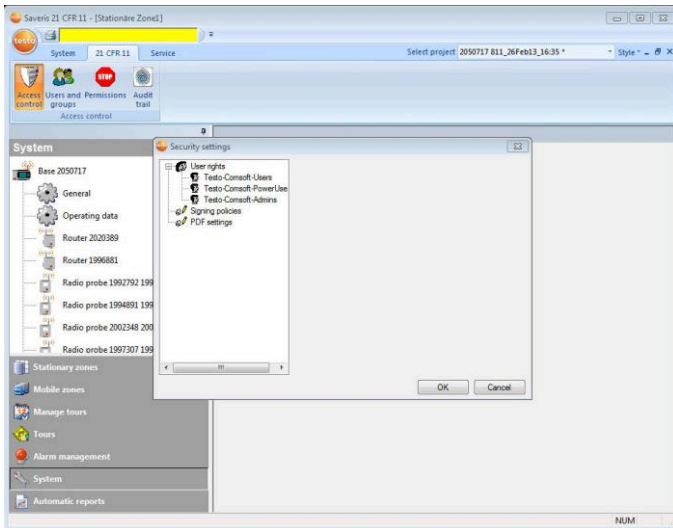 Saveris 21 CFR 11 - [Stationäre Zone1]
testo
System 21 CFR 11 Service
Select project 2050717 811_26Feb13_16:35 *
Style
STOP
Access control
Users and groups
Permissions
Audit trail
Access control
System
Base 2050717
General
Operating data
Router 2020389
Router 1996881
Radio probe 1992792 199
Radio probe 1994891 199
Radio probe 2002348 200
Radio probe 1997307 199
Stationary zones
Mobile zones
Manage tours
Tours
Alarm management
System
Automatic reports
Security settings
User rights
Testo-Comsoft-Users
Testo-Comsoft-PowerUse
Testo-Comsoft-Admins
Signing policies
PDF settings
OK
Cancel
NUM